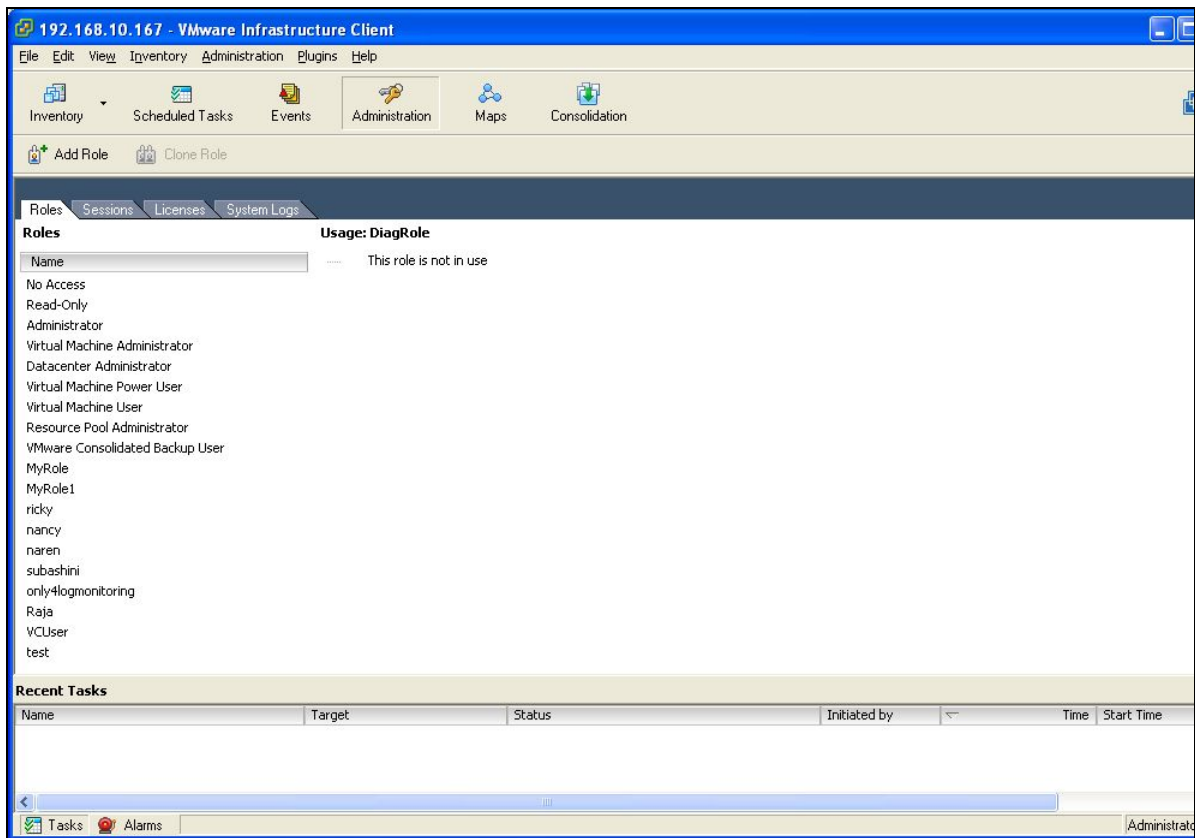 192.168.10.167 - VMware Infrastructure Client
File Edit View Inventory Administration Plugins Help
Inventory Scheduled Tasks Events Administration Maps Consolidation
Add Role Clone Role
Roles Sessions Licenses System Logs
Roles Usage: DiagRole
Name This role is not in use
No Access
Read-Only
Administrator
Virtual Machine Administrator
Datacenter Administrator
Virtual Machine Power User
Virtual Machine User
Resource Pool Administrator
VMware Consolidated Backup User
MyRole
MyRole1
ricky
nancy
naren
subashini
only4logmonitoring
Raja
VCUser
test
Recent Tasks
Name Target Status Initiated by Time Start Time
Tasks Alarms Administrato